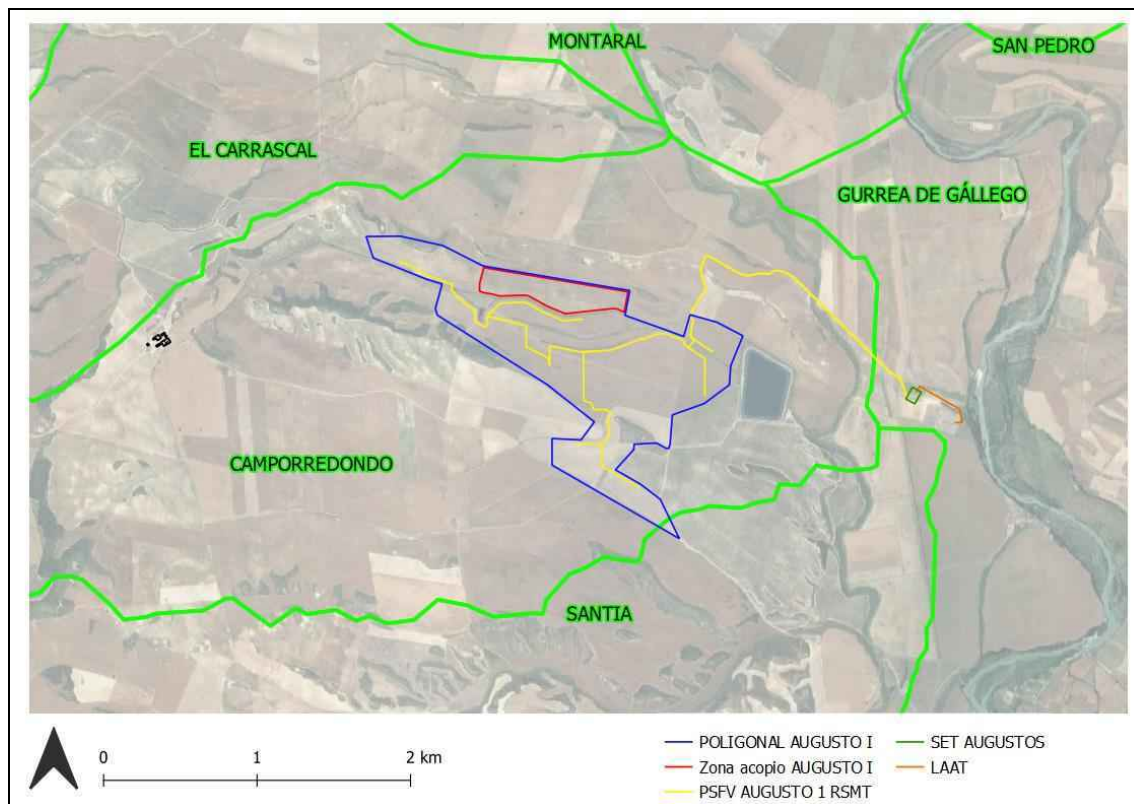 MONTARAL
SAN PEDRO
EL CARRASCAL
GURREA DE GÁLLEGO
CAMPORREDONDO
SANTIA
0 1 2 km
POLIGONAL AUGUSTO I
SET AUGUSTOS
Zona acopio AUGUSTO I
LAAT
PSFV AUGUSTO 1 RSMT